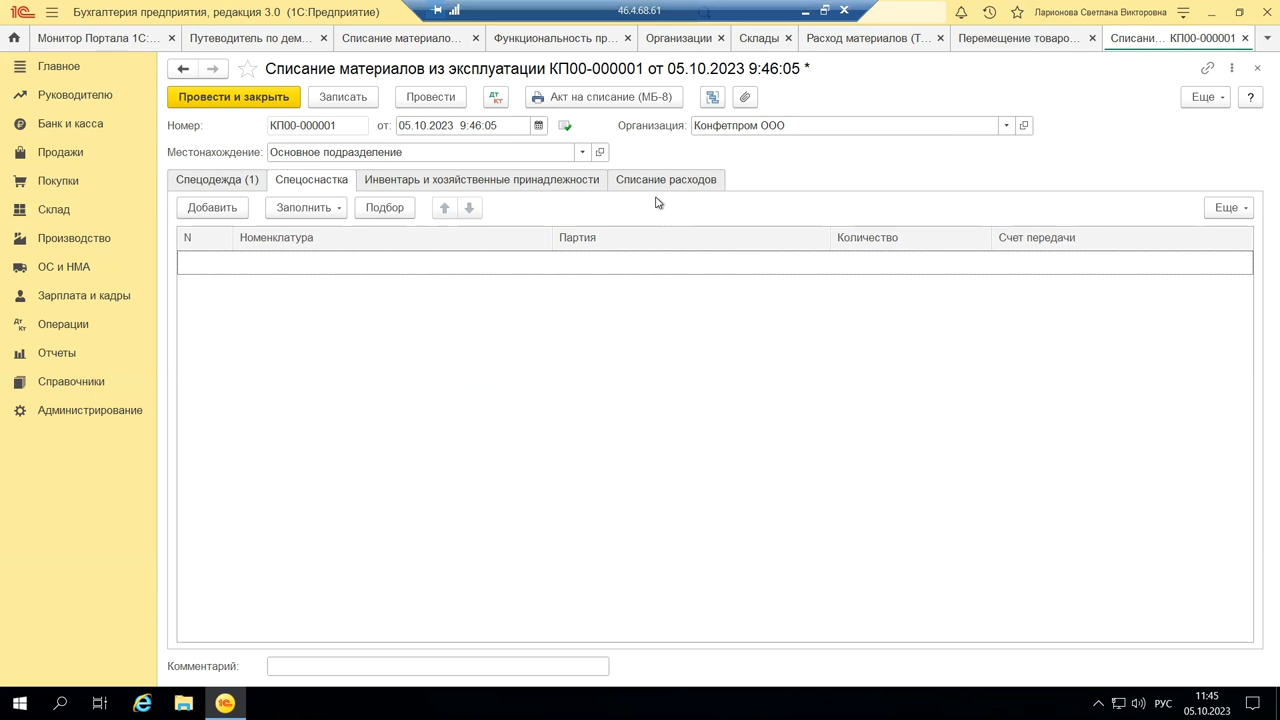 Бухгалтерия предприятия, редакция 3.0 (1С:Предприятие)
46.4.68.61
Ларионова Светлана Викторовна
Монитор Портала 1С:...
Путеводитель по дем...
Списание материало...
Функциональность пр...
Организации
Склады
Расход материалов (Т...
Перемещение товаро...
Списани... КП00-000001
Главное
Руководителю
Банк и касса
Продажи
Покупки
Склад
Производство
ОС и НМА
Зарплата и кадры
Операции
Отчеты
Справочники
Администрирование
Списание материалов из эксплуатации КП00-000001 от 05.10.2023 9:46:05 *
Провести и закрыть
Записать
Провести
Дт Кт
Акт на списание (МБ-8)
Еще
?
Номер:
КП00-000001
от:
05.10.2023 9:46:05
Организация:
Конфетпром ООО
Местонахождение:
Основное подразделение
Спецодежда (1)
Спецоснастка
Инвентарь и хозяйственные принадлежности
Списание расходов
Добавить
Заполнить
Подбор
Еще
N
Номенклатура
Партия
Количество
Счет передачи
Комментарий:
РУС
11:45
05.10.2023